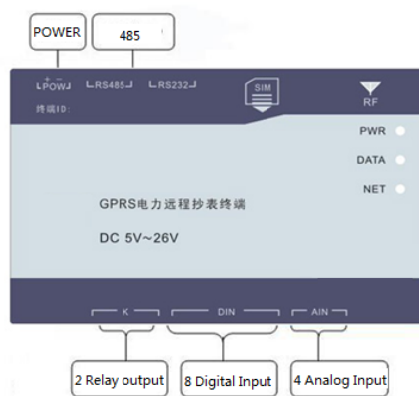 POWER
485
+ -
POW
RS485
RS232
SIM
RF
终端ID:
PWR
DATA
NET
GPRS电力远程抄表终端
DC 5V~26V
K
DIN
AIN
2 Relay output
8 Digital Input
4 Analog Input